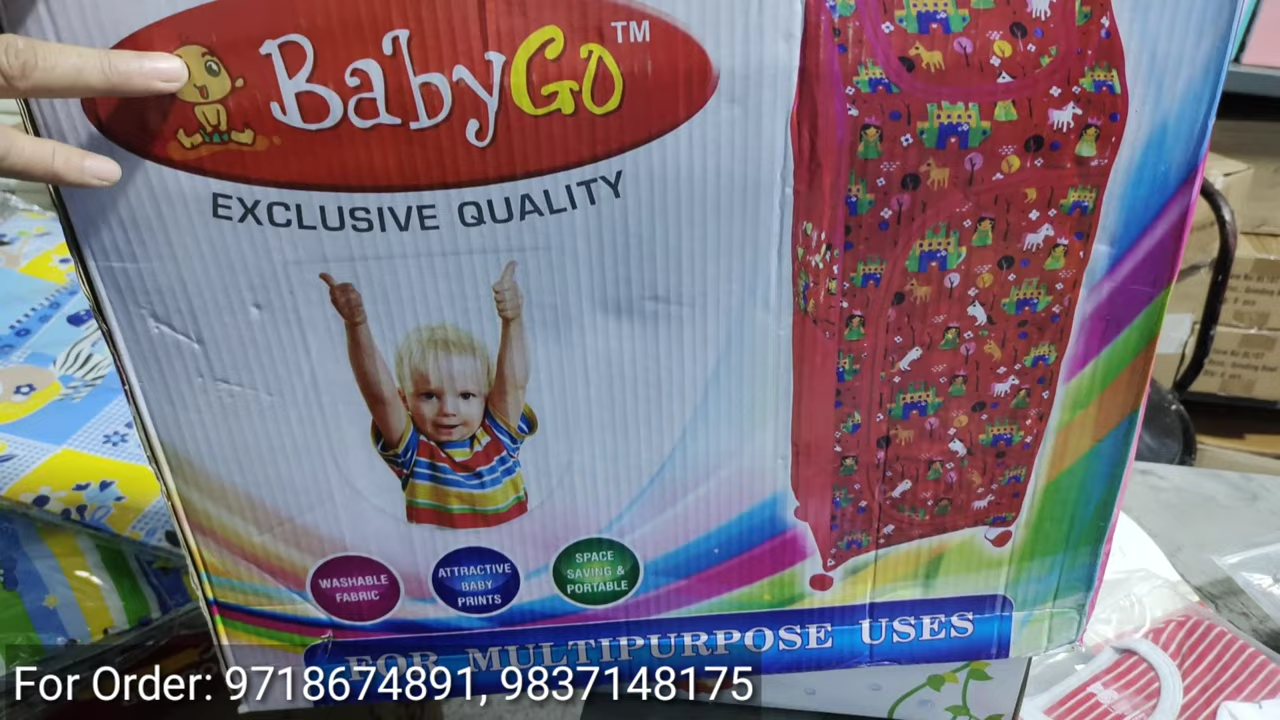 BabyGo™
EXCLUSIVE QUALITY
WASHABLE
FABRIC
ATTRACTIVE
BABY
PRINTS
SPACE
SAVING &
PORTABLE
FOR MULTIPURPOSE USES
For Order: 9718674891, 9837148175